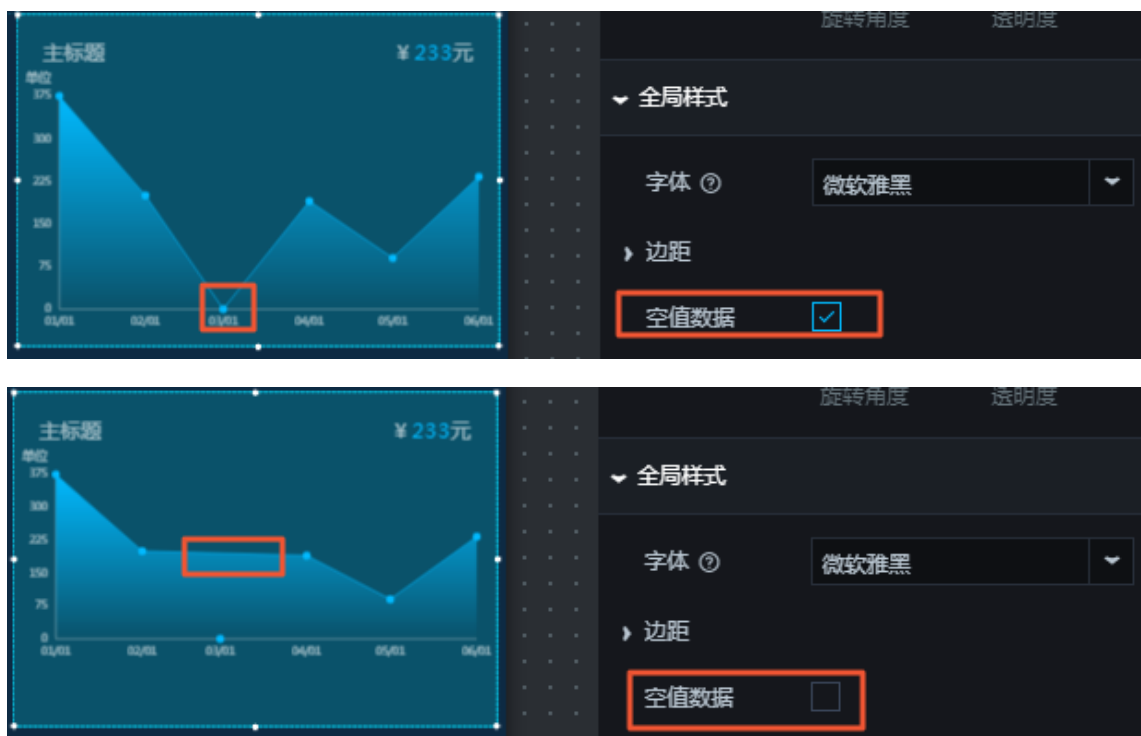 旋转角度 透明度
主标题 ¥ 233元
单位
375
300
225
150
75
0
01/01 02/01 03/01 04/01 05/01 06/01
全局样式
字体 ? 微软雅黑
边距
空值数据
旋转角度 透明度
主标题 ¥ 233元
单位
375
300
225
150
75
0
01/01 02/01 03/01 04/01 05/01 06/01
全局样式
字体 ? 微软雅黑
边距
空值数据